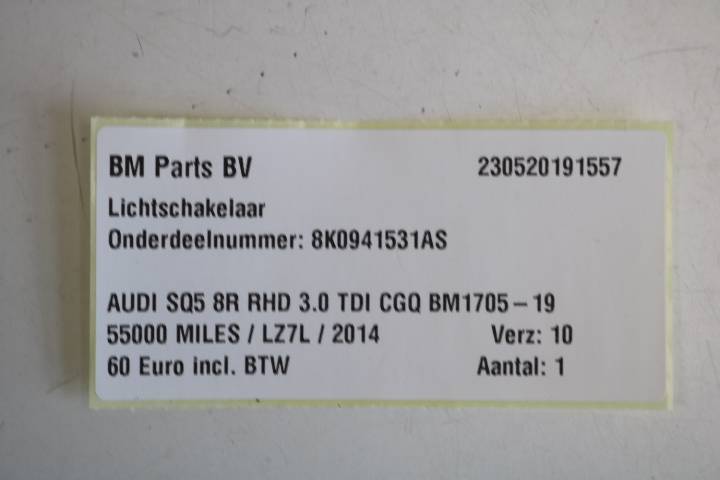 BM Parts BV 230520191557
Lichtschakelaar
Onderdeelnummer: 8K0941531AS
AUDI SQ5 8R RHD 3.0 TDI CGQ BM1705-19
55000 MILES / LZ7L / 2014 Verz: 10
60 Euro incl. BTW Aantal: 1